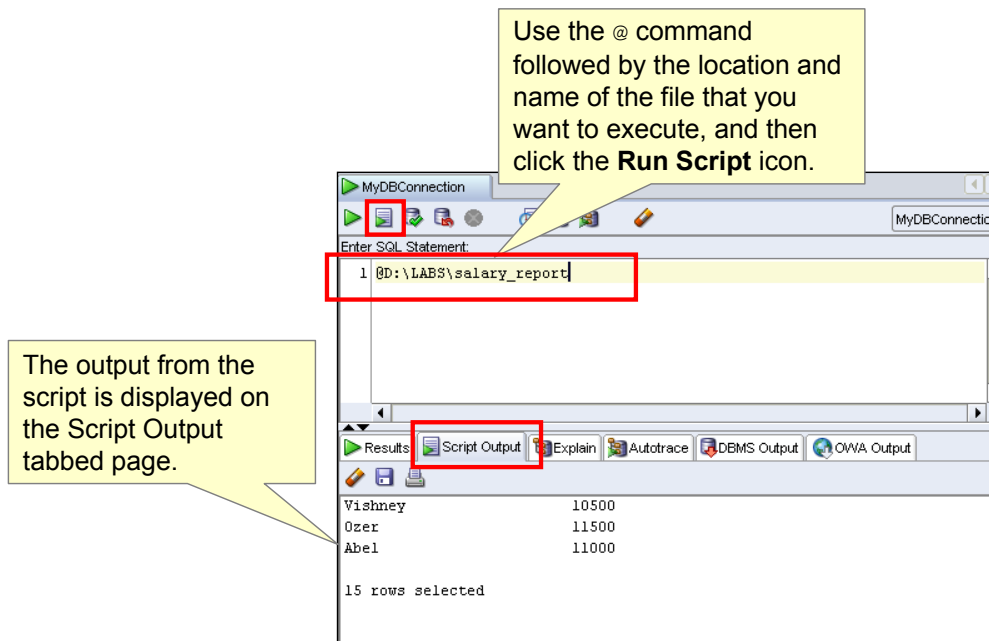 Use the @ command
followed by the location and
name of the file that you
want to execute, and then
click the Run Script icon.
MyDBConnection
MyDBConnectio
Enter SQL Statement:
1 @D:\LABS\salary_report
The output from the
script is displayed on
the Script Output
tabbed page.
Results Script Output Explain Autotrace DBMS Output OWA Output
Vishney 10500
Ozer 11500
Abel 11000
15 rows selected